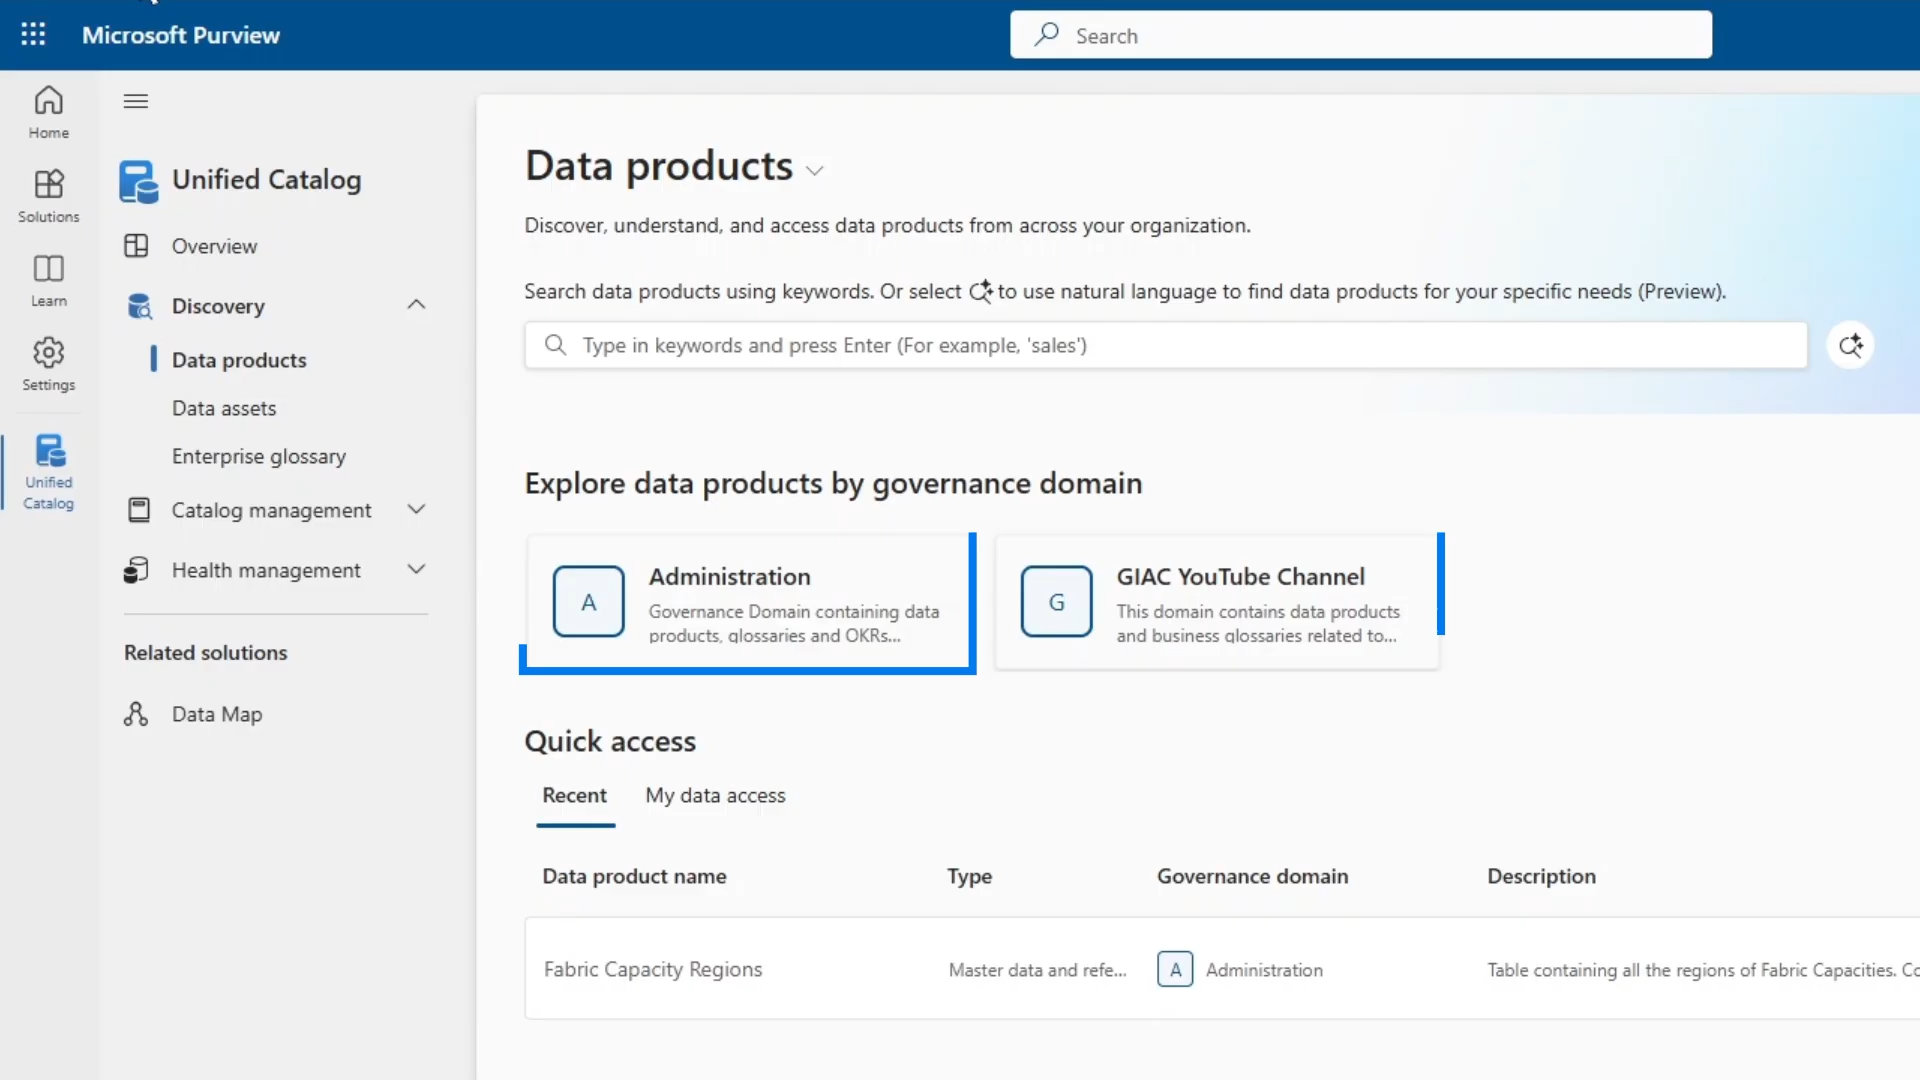 Microsoft Purview
Search
Home
Solutions
Learn
Settings
Unified
Catalog
Unified Catalog
Overview
Discovery
Data products
Data assets
Enterprise glossary
Catalog management
Health management
Related solutions
Data Map
Data products
Discover, understand, and access data products from across your organization.
Search data products using keywords. Or select to use natural language to find data products for your specific needs (Preview).
Type in keywords and press Enter (For example, 'sales')
Explore data products by governance domain
A
Administration
Governance Domain containing data
products, glossaries and OKRs...
G
GIAC YouTube Channel
This domain contains data products
and business glossaries related to...
Quick access
Recent My data access
Data product name Type Governance domain Description
Fabric Capacity Regions Master data and refe... A Administration Table containing all the regions of Fabric Capacities. Co